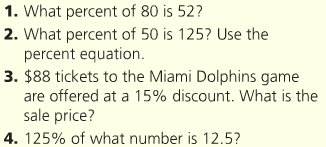 1. What percent of 80 is 52?
2. What percent of 50 is 125? Use the
percent equation.
3. $88 tickets to the Miami Dolphins game
are offered at a 15% discount. What is the
sale price?
4. 125% of what number is 12.5?